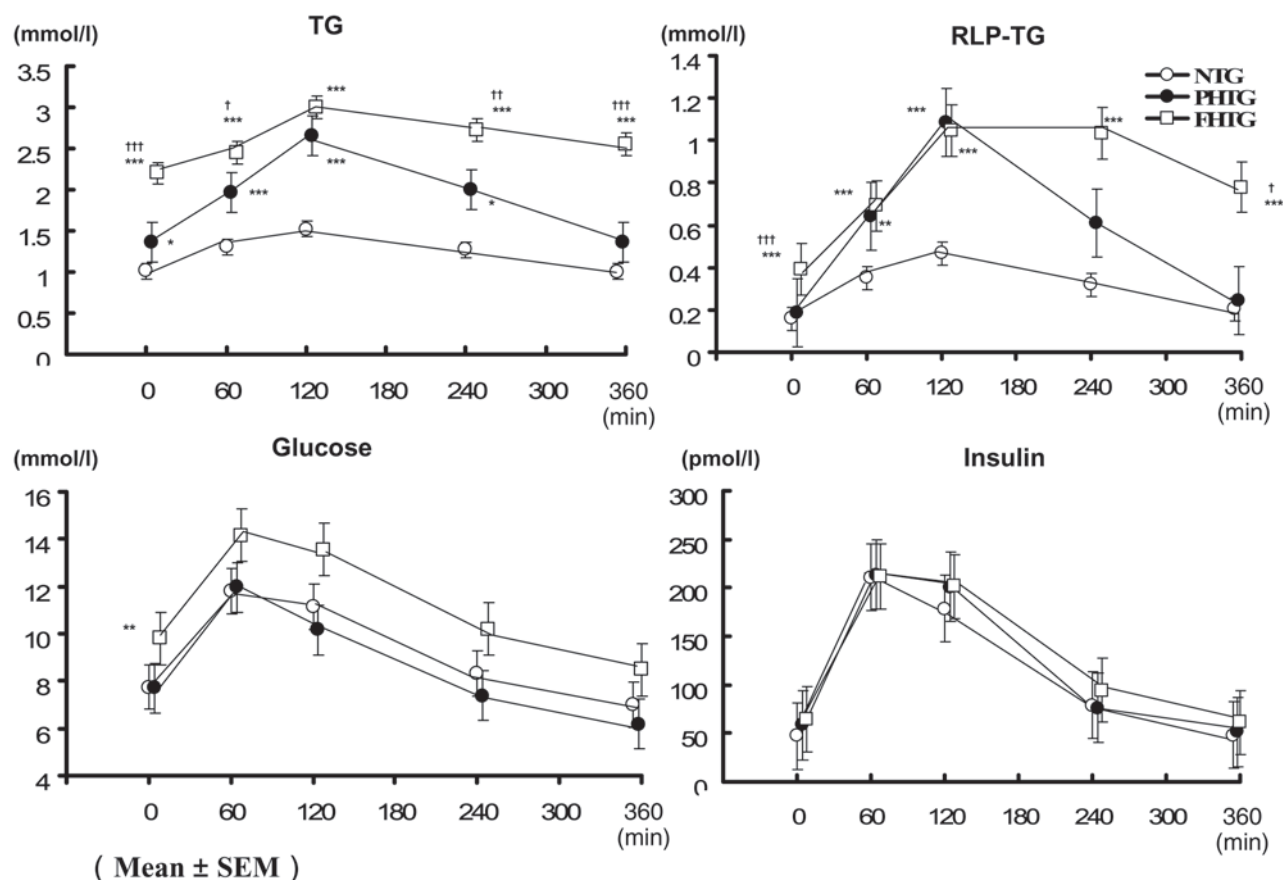 TG
(mmol/l)
3.5
3
2.5
2
1.5
1
0.5
0
††† ***
† ***
***
†† ***
††† ***
*
***
***
*
0 60 120 180 240 300 360
(min)
RLP-TG
(mmol/l)
NTG
PHTG
FHTG
1.4
1.2
1
0.8
0.6
0.4
0.2
0
††† ***
***
**
***
***
***
† ***
0 60 120 180 240 300 360
(min)
Glucose
(mmol/l)
16
14
12
10
8
6
4
**
0 60 120 180 240 300 360
(min)
Insulin
(pmol/l)
300
250
200
150
100
50
0
0 60 120 180 240 300 360
(min)
( Mean ± SEM )